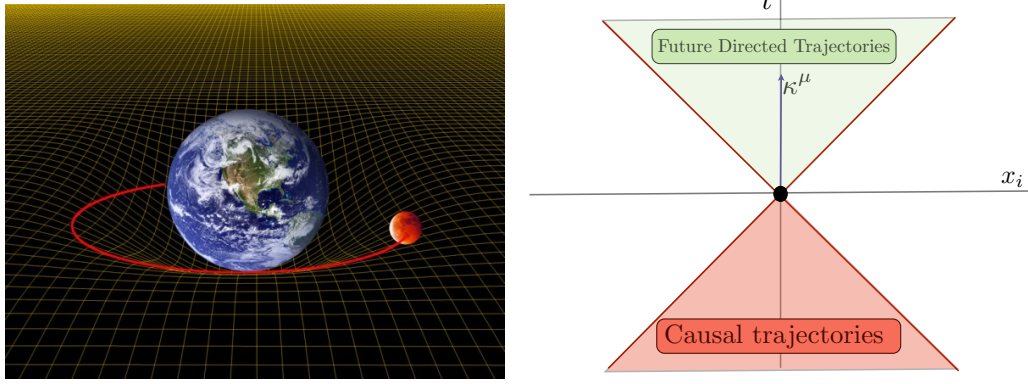 t
Future Directed Trajectories
κ^μ
x_i
Causal trajectories